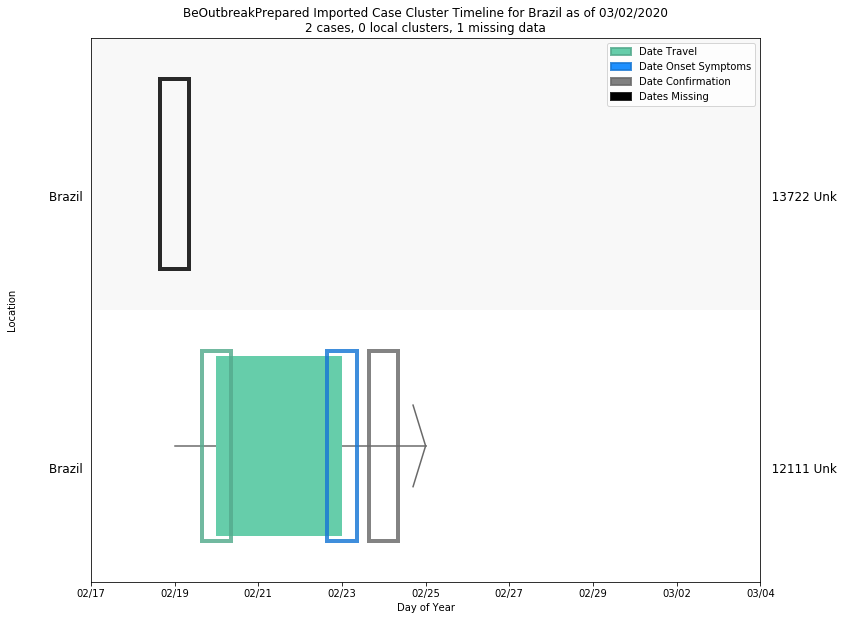 BeOutbreakPrepared Imported Case Cluster Timeline for Brazil as of 03/02/2020
2 cases, 0 local clusters, 1 missing data
Date Travel
Date Onset Symptoms
Date Confirmation
Dates Missing
Brazil
13722 Unk
Location
Brazil
12111 Unk
02/17 02/19 02/21 02/23 02/25 02/27 02/29 03/02 03/04
Day of Year